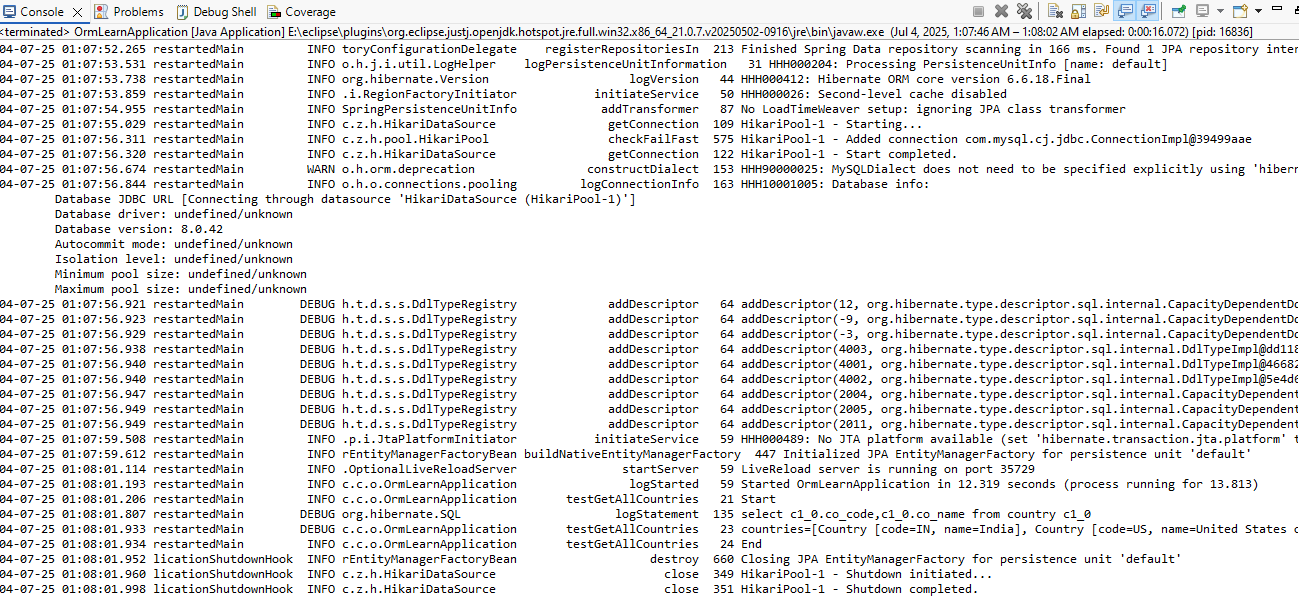 Console Problems Debug Shell Coverage
<terminated> OrmLearnApplication [Java Application] E:\eclipse\plugins\org.eclipse.justj.openjdk.hotspot.jre.full.win32.x86_64_21.0.7.v20250502-0916\jre\bin\javaw.exe (Jul 4, 2025, 1:07:46 AM – 1:08:02 AM elapsed: 0:00:16.072) [pid: 16836]
04-07-25 01:07:52.265 restartedMain INFO toryConfigurationDelegate registerRepositoriesIn 213 Finished Spring Data repository scanning in 166 ms. Found 1 JPA repository inter
04-07-25 01:07:53.531 restartedMain INFO o.h.j.i.util.LogHelper logPersistenceUnitInformation 31 HHH000204: Processing PersistenceUnitInfo [name: default]
04-07-25 01:07:53.738 restartedMain INFO org.hibernate.Version logVersion 44 HHH000412: Hibernate ORM core version 6.6.18.Final
04-07-25 01:07:53.859 restartedMain INFO .i.RegionFactoryInitiator initiateService 50 HHH000026: Second-level cache disabled
04-07-25 01:07:54.955 restartedMain INFO SpringPersistenceUnitInfo addTransformer 87 No LoadTimeWeaver setup: ignoring JPA class transformer
04-07-25 01:07:55.029 restartedMain INFO c.z.h.HikariDataSource getConnection 109 HikariPool-1 - Starting...
04-07-25 01:07:56.311 restartedMain INFO c.z.h.pool.HikariPool checkFailFast 575 HikariPool-1 - Added connection com.mysql.cj.jdbc.ConnectionImpl@39499aae
04-07-25 01:07:56.320 restartedMain INFO c.z.h.HikariDataSource getConnection 122 HikariPool-1 - Start completed.
04-07-25 01:07:56.674 restartedMain WARN o.h.orm.deprecation constructDialect 153 HHH90000025: MySQLDialect does not need to be specified explicitly using 'hibern
04-07-25 01:07:56.844 restartedMain INFO o.h.o.connections.pooling logConnectionInfo 163 HHH10001005: Database info:
Database JDBC URL [Connecting through datasource 'HikariDataSource (HikariPool-1)']
Database driver: undefined/unknown
Database version: 8.0.42
Autocommit mode: undefined/unknown
Isolation level: undefined/unknown
Minimum pool size: undefined/unknown
Maximum pool size: undefined/unknown
04-07-25 01:07:56.921 restartedMain DEBUG h.t.d.s.s.DdlTypeRegistry addDescriptor 64 addDescriptor(12, org.hibernate.type.descriptor.sql.internal.CapacityDependentDd
04-07-25 01:07:56.923 restartedMain DEBUG h.t.d.s.s.DdlTypeRegistry addDescriptor 64 addDescriptor(-9, org.hibernate.type.descriptor.sql.internal.CapacityDependentDd
04-07-25 01:07:56.929 restartedMain DEBUG h.t.d.s.s.DdlTypeRegistry addDescriptor 64 addDescriptor(-3, org.hibernate.type.descriptor.sql.internal.CapacityDependentDd
04-07-25 01:07:56.938 restartedMain DEBUG h.t.d.s.s.DdlTypeRegistry addDescriptor 64 addDescriptor(4003, org.hibernate.type.descriptor.sql.internal.DdlTypeImpl@dd118
04-07-25 01:07:56.940 restartedMain DEBUG h.t.d.s.s.DdlTypeRegistry addDescriptor 64 addDescriptor(4001, org.hibernate.type.descriptor.sql.internal.DdlTypeImpl@46682
04-07-25 01:07:56.940 restartedMain DEBUG h.t.d.s.s.DdlTypeRegistry addDescriptor 64 addDescriptor(4002, org.hibernate.type.descriptor.sql.internal.DdlTypeImpl@5e4d6
04-07-25 01:07:56.947 restartedMain DEBUG h.t.d.s.s.DdlTypeRegistry addDescriptor 64 addDescriptor(2004, org.hibernate.type.descriptor.sql.internal.CapacityDependent
04-07-25 01:07:56.949 restartedMain DEBUG h.t.d.s.s.DdlTypeRegistry addDescriptor 64 addDescriptor(2005, org.hibernate.type.descriptor.sql.internal.CapacityDependent
04-07-25 01:07:56.949 restartedMain DEBUG h.t.d.s.s.DdlTypeRegistry addDescriptor 64 addDescriptor(2011, org.hibernate.type.descriptor.sql.internal.CapacityDependent
04-07-25 01:07:59.508 restartedMain INFO .p.i.JtaPlatformInitiator initiateService 59 HHH000489: No JTA platform available (set 'hibernate.transaction.jta.platform' t
04-07-25 01:07:59.612 restartedMain INFO rEntityManagerFactoryBean buildNativeEntityManagerFactory 447 Initialized JPA EntityManagerFactory for persistence unit 'default'
04-07-25 01:08:01.114 restartedMain INFO .OptionalLiveReloadServer startServer 59 LiveReload server is running on port 35729
04-07-25 01:08:01.193 restartedMain INFO c.c.o.OrmLearnApplication logStarted 59 Started OrmLearnApplication in 12.319 seconds (process running for 13.813)
04-07-25 01:08:01.206 restartedMain INFO c.c.o.OrmLearnApplication testGetAllCountries 21 Start
04-07-25 01:08:01.807 restartedMain DEBUG org.hibernate.SQL logStatement 135 select c1_0.co_code,c1_0.co_name from country c1_0
04-07-25 01:08:01.933 restartedMain DEBUG c.c.o.OrmLearnApplication testGetAllCountries 23 countries=[Country [code=IN, name=India], Country [code=US, name=United States o
04-07-25 01:08:01.934 restartedMain INFO c.c.o.OrmLearnApplication testGetAllCountries 24 End
04-07-25 01:08:01.952 licationShutdownHook INFO rEntityManagerFactoryBean destroy 660 Closing JPA EntityManagerFactory for persistence unit 'default'
04-07-25 01:08:01.960 licationShutdownHook INFO c.z.h.HikariDataSource close 349 HikariPool-1 - Shutdown initiated...
04-07-25 01:08:01.998 licationShutdownHook INFO c.z.h.HikariDataSource close 351 HikariPool-1 - Shutdown completed.